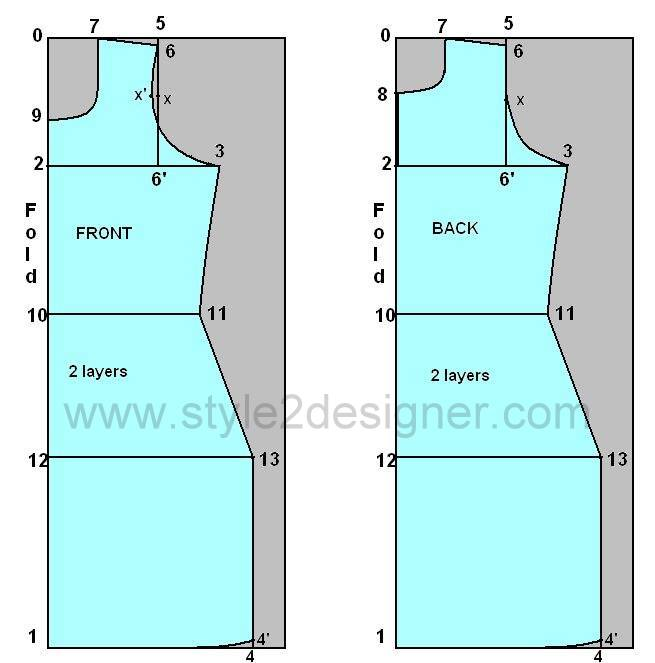 7 5
0
6
x' x
9
2 3
6'
F
o
l
d
FRONT
10 11
2 layers
12 13
1
4'
4
7 5
0
6
8 x
2 3
6'
F
o
l
d
BACK
10 11
2 layers
12 13
1
4'
4
www.style2designer.com